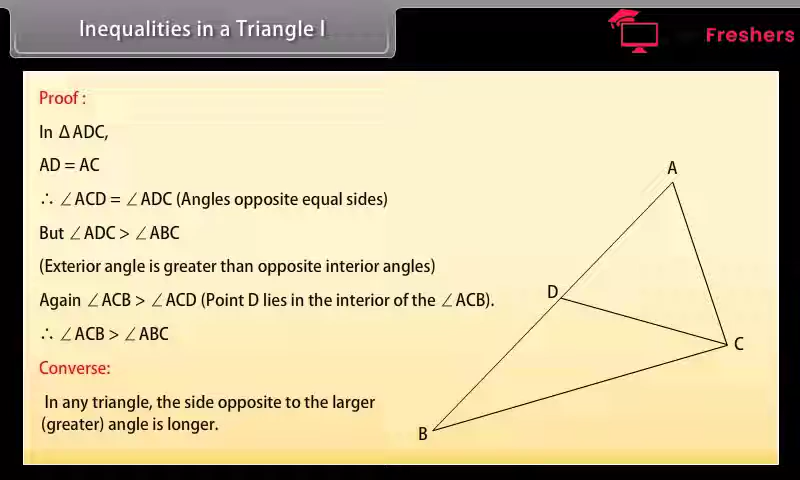 Inequalities in a Triangle I
Freshers
Proof :
In Δ ADC,
AD = AC
∴ ∠ACD = ∠ADC (Angles opposite equal sides)
But ∠ADC > ∠ABC
(Exterior angle is greater than opposite interior angles)
Again ∠ACB > ∠ACD (Point D lies in the interior of the ∠ACB).
∴ ∠ACB > ∠ABC
Converse:
In any triangle, the side opposite to the larger
(greater) angle is longer.
A
D
C
B